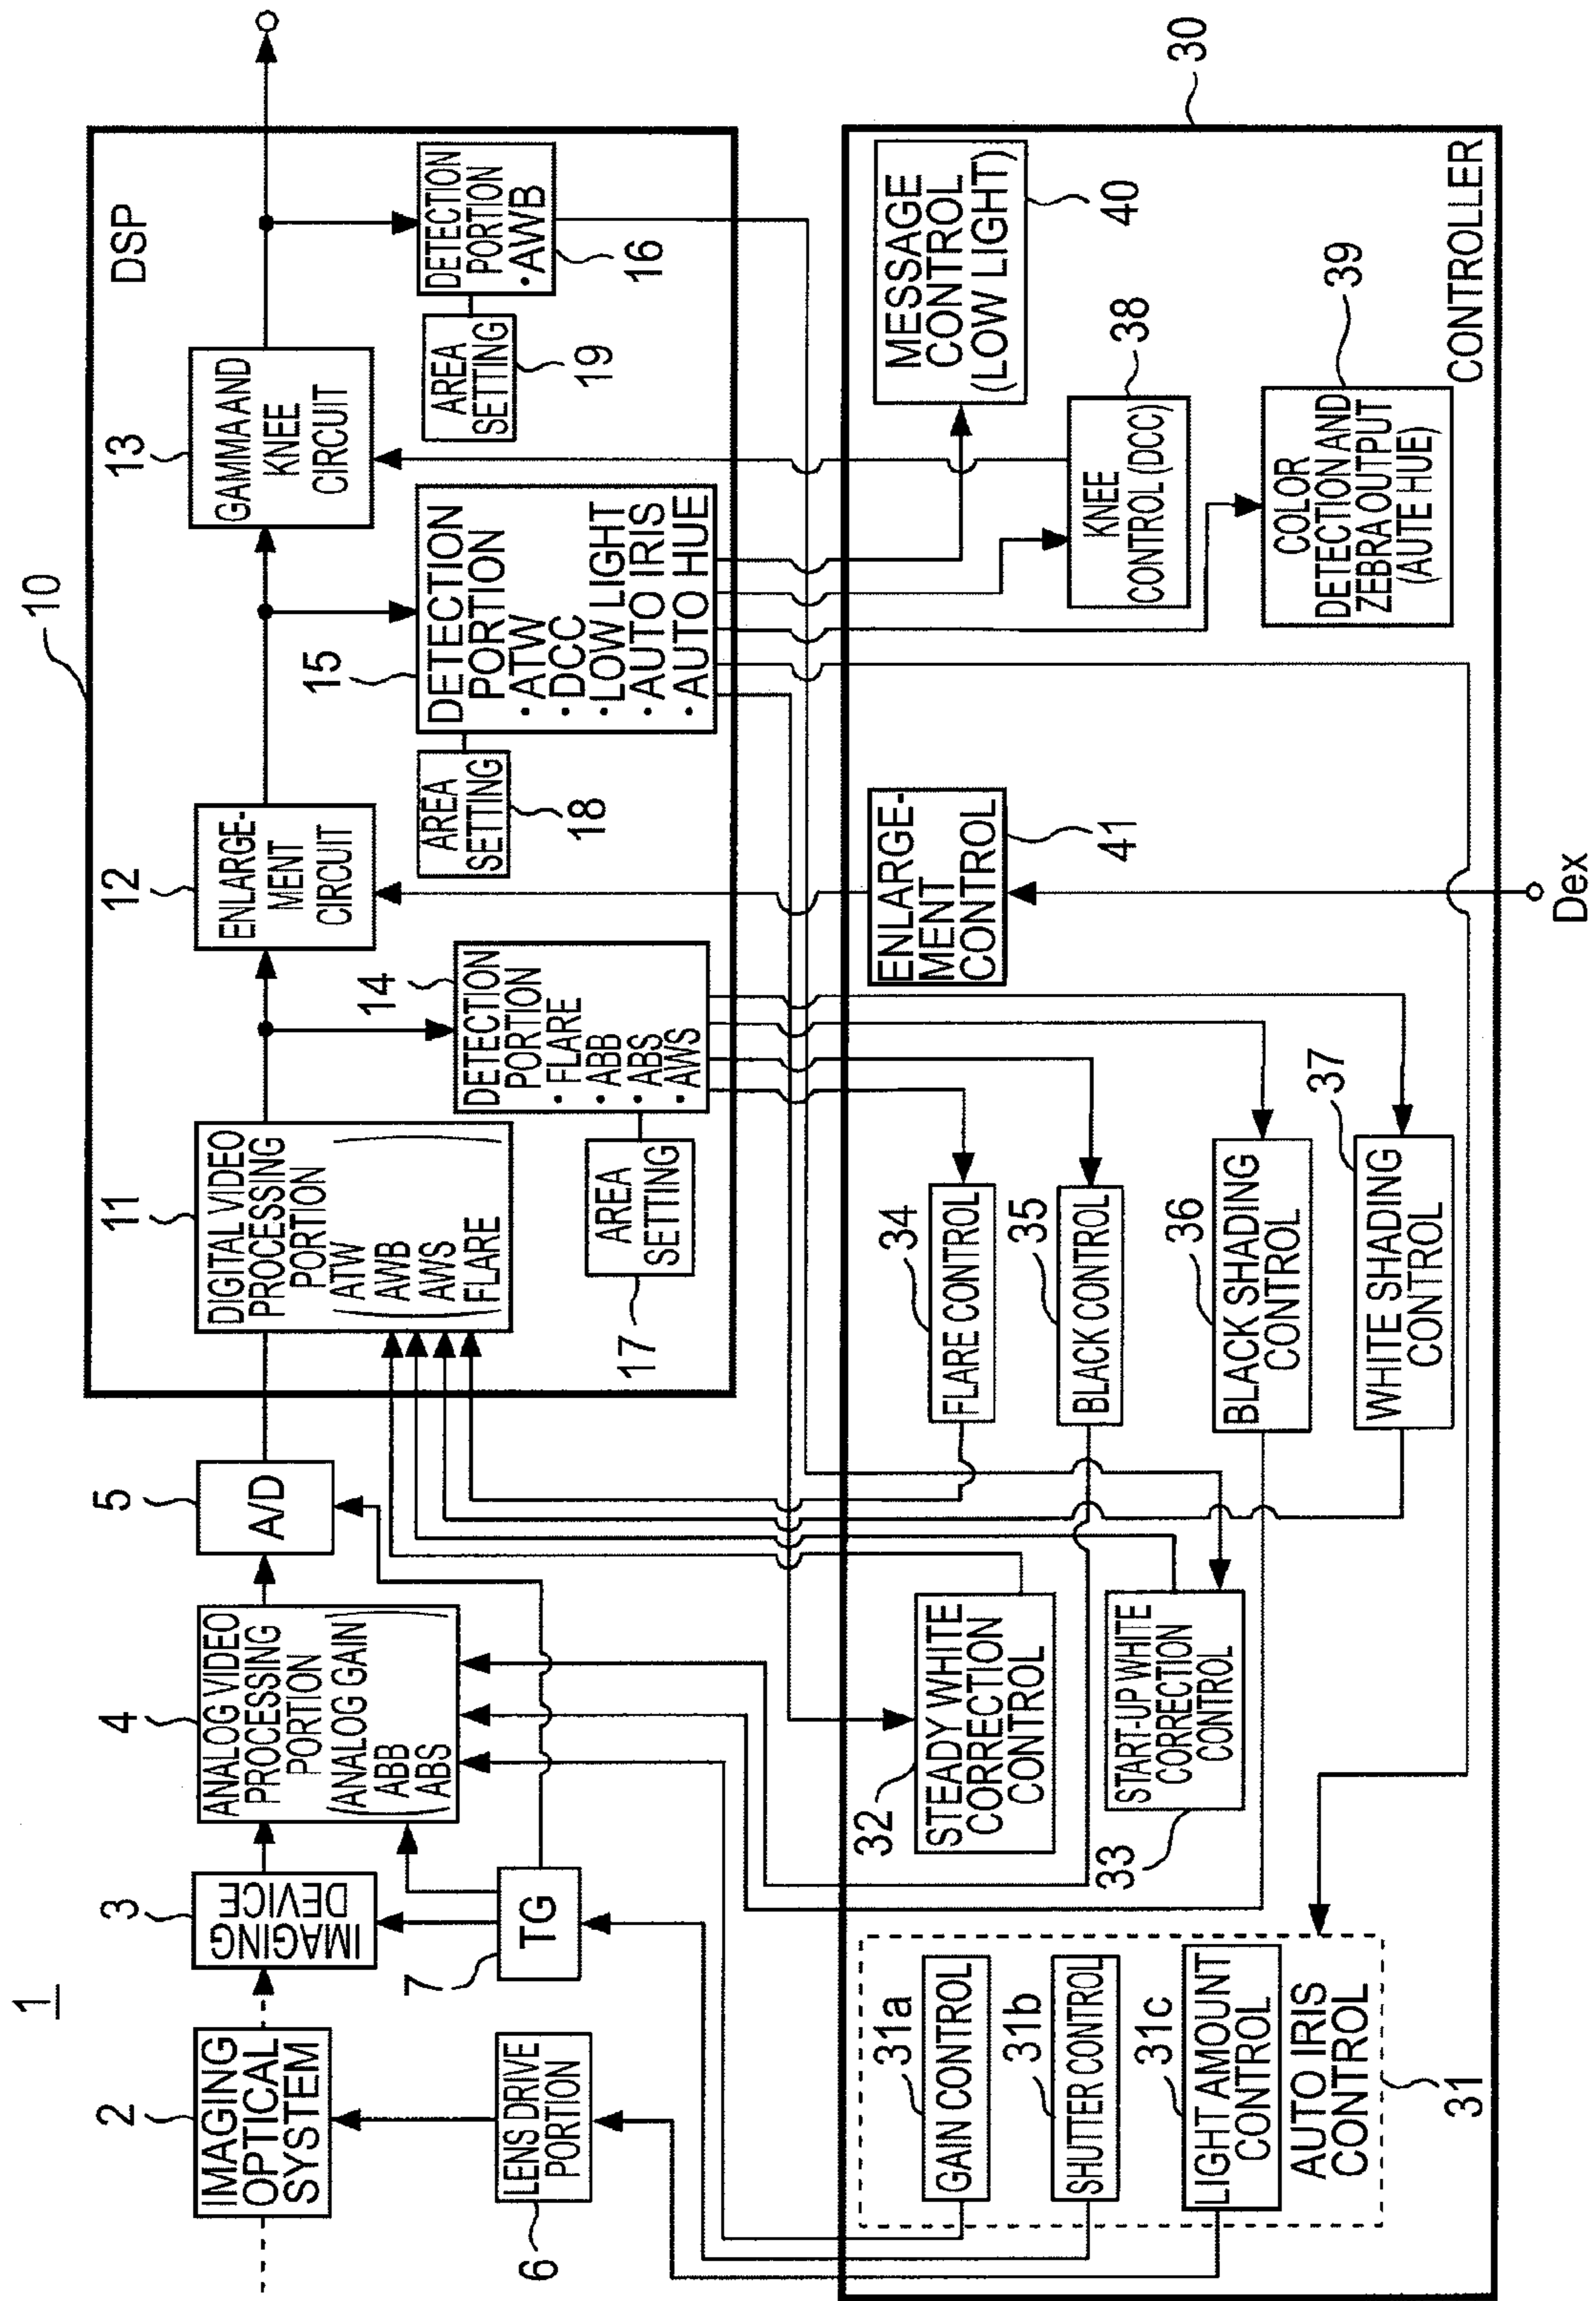 1
2
IMAGING
OPTICAL
SYSTEM
3
IMAGING
DEVICE
4
ANALOG VIDEO
PROCESSING
PORTION
(ANALOG GAIN
ABB
ABS)
5
A/D
6
LENS DRIVE
PORTION
7
TG
10
DSP
11
DIGITAL VIDEO
PROCESSING
PORTION
(ATW
AWB
AWS
FLARE)
12
ENLARGE-
MENT
CIRCUIT
13
GAMMA AND
KNEE
CIRCUIT
14
DETECTION
PORTION
• FLARE
• ABB
• ABS
• AWS
17
AREA
SETTING
15
DETECTION
PORTION
• ATW
• DCC
• LOW LIGHT
• AUTO IRIS
• AUTO HUE
18
AREA
SETTING
16
DETECTION
PORTION
• AWB
19
AREA
SETTING
30
CONTROLLER
31a
GAIN CONTROL
31b
SHUTTER CONTROL
31c
LIGHT AMOUNT
CONTROL
AUTO IRIS
CONTROL
31
32
STEADY WHITE
CORRECTION
CONTROL
33
START-UP WHITE
CORRECTION
CONTROL
34
FLARE CONTROL
35
BLACK CONTROL
36
BLACK SHADING
CONTROL
37
WHITE SHADING
CONTROL
41
ENLARGE-
MENT
CONTROL
Dex
38
KNEE
CONTROL (DCC)
39
COLOR
DETECTION AND
ZEBRA OUTPUT
(AUTE HUE)
40
MESSAGE
CONTROL
(LOW LIGHT)